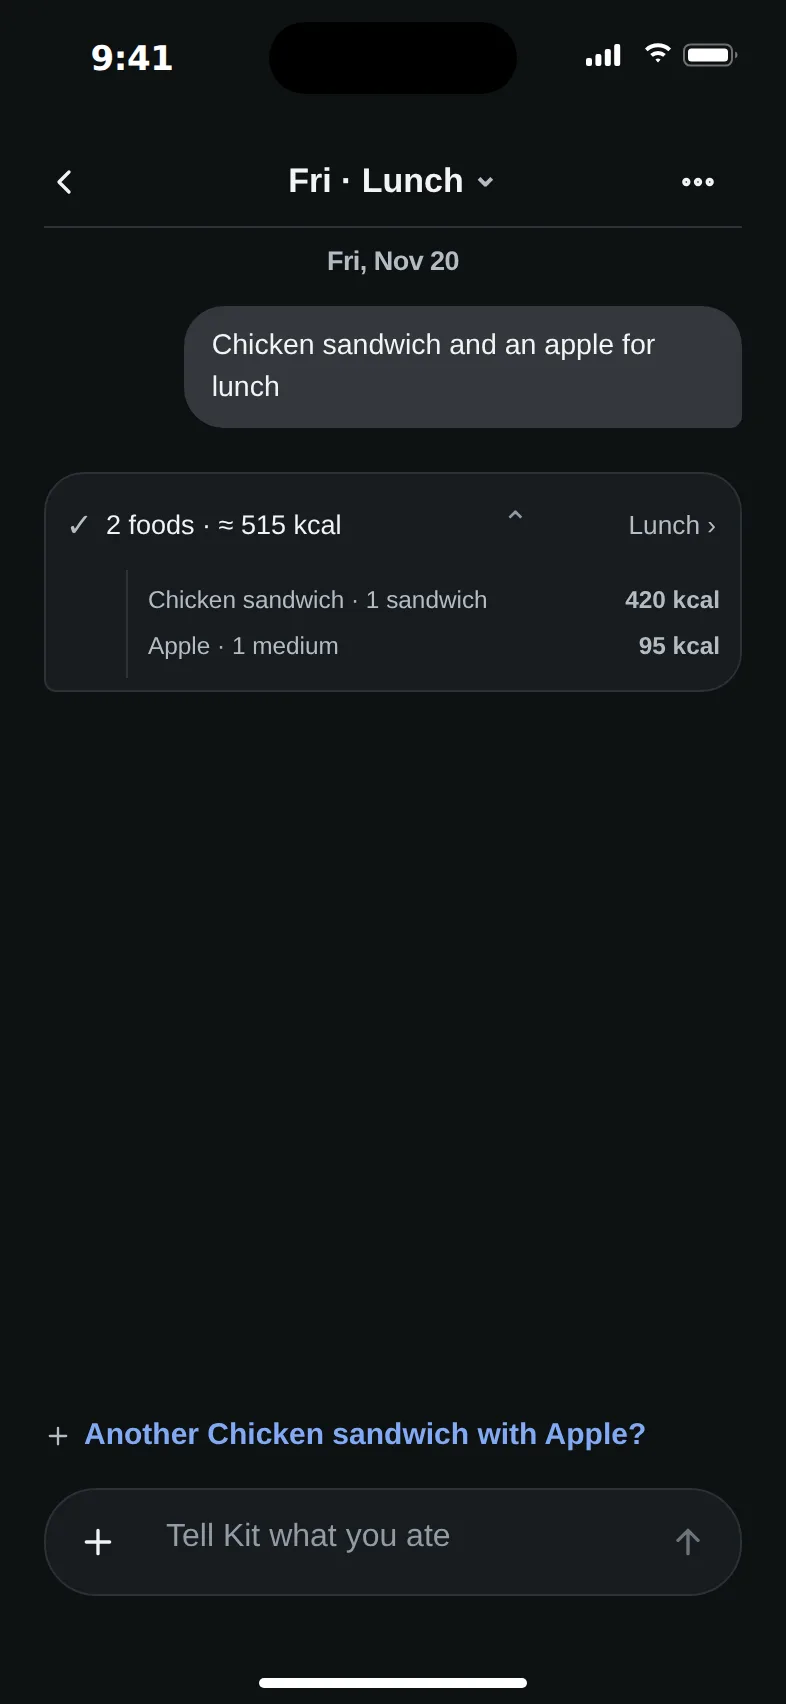 9:41
Fri · Lunch
Fri, Nov 20
Chicken sandwich and an apple for
lunch
✓ 2 foods · ≈ 515 kcal Lunch ›
Chicken sandwich · 1 sandwich 420 kcal
Apple · 1 medium 95 kcal
+ Another Chicken sandwich with Apple?
Tell Kit what you ate